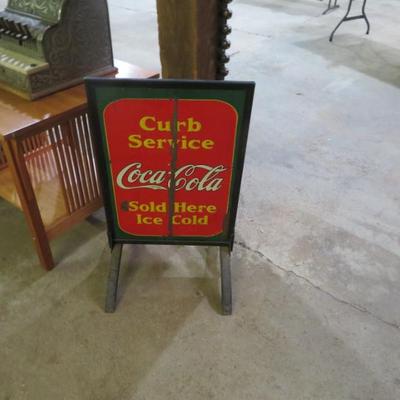 Curb
Service
Coca-Cola
Sold Here
Ice Cold